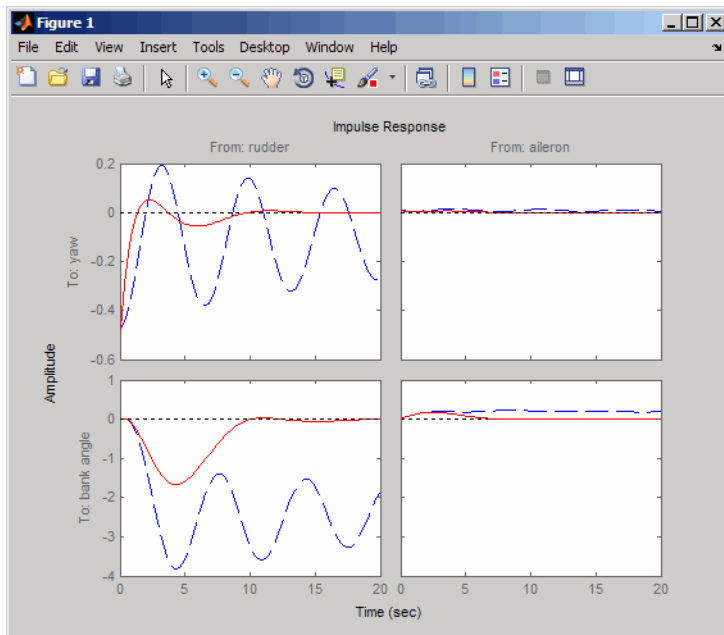 Figure 1
File Edit View Insert Tools Desktop Window Help
Impulse Response
From: rudder From: aileron
0.2
0
-0.2
-0.4
-0.6
To: yaw
Amplitude
1
0
-1
-2
-3
-4
To: bank angle
0 5 10 15 20 0 5 10 15 20
Time (sec)